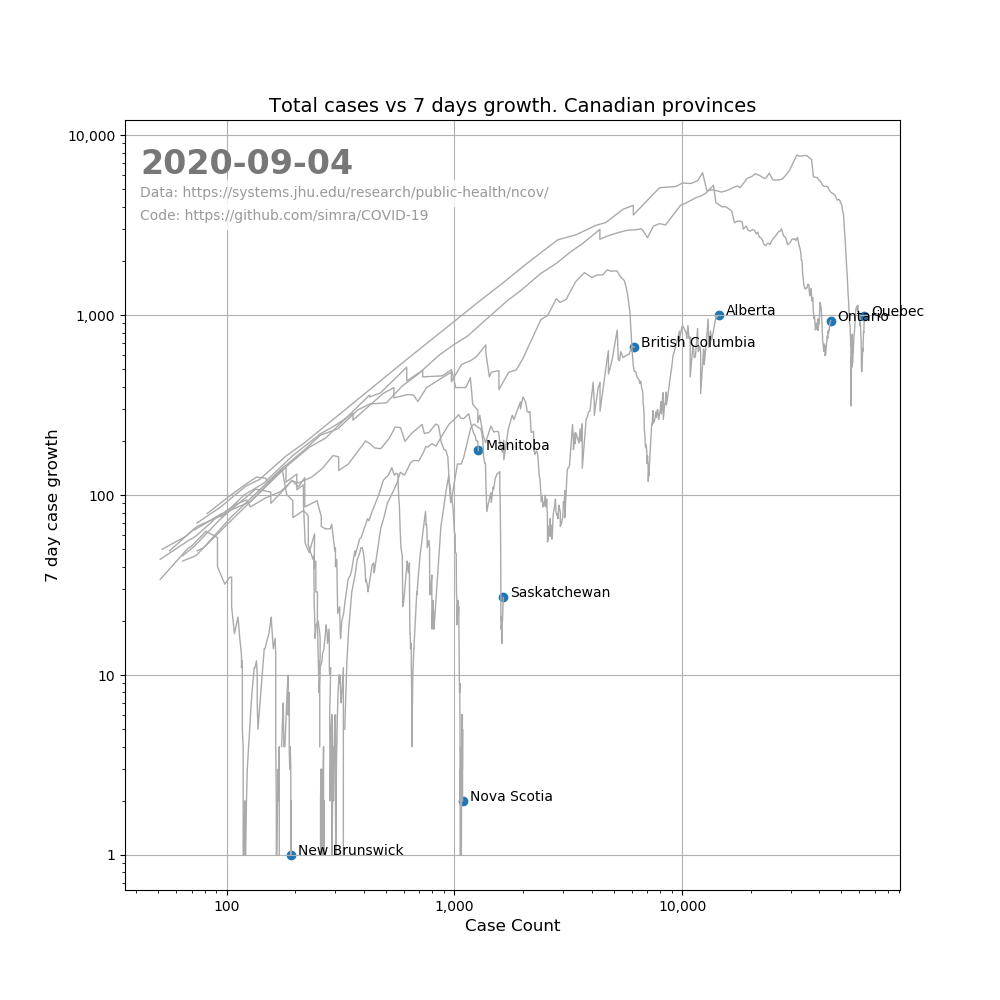 Total cases vs 7 days growth. Canadian provinces
10,000
2020-09-04
Data: https://systems.jhu.edu/research/public-health/ncov/
Code: https://github.com/simra/COVID-19
1,000
Alberta
Ontario
Quebec
British Columbia
Manitoba
7 day case growth
100
Saskatchewan
10
Nova Scotia
1
New Brunswick
100
1,000
10,000
Case Count